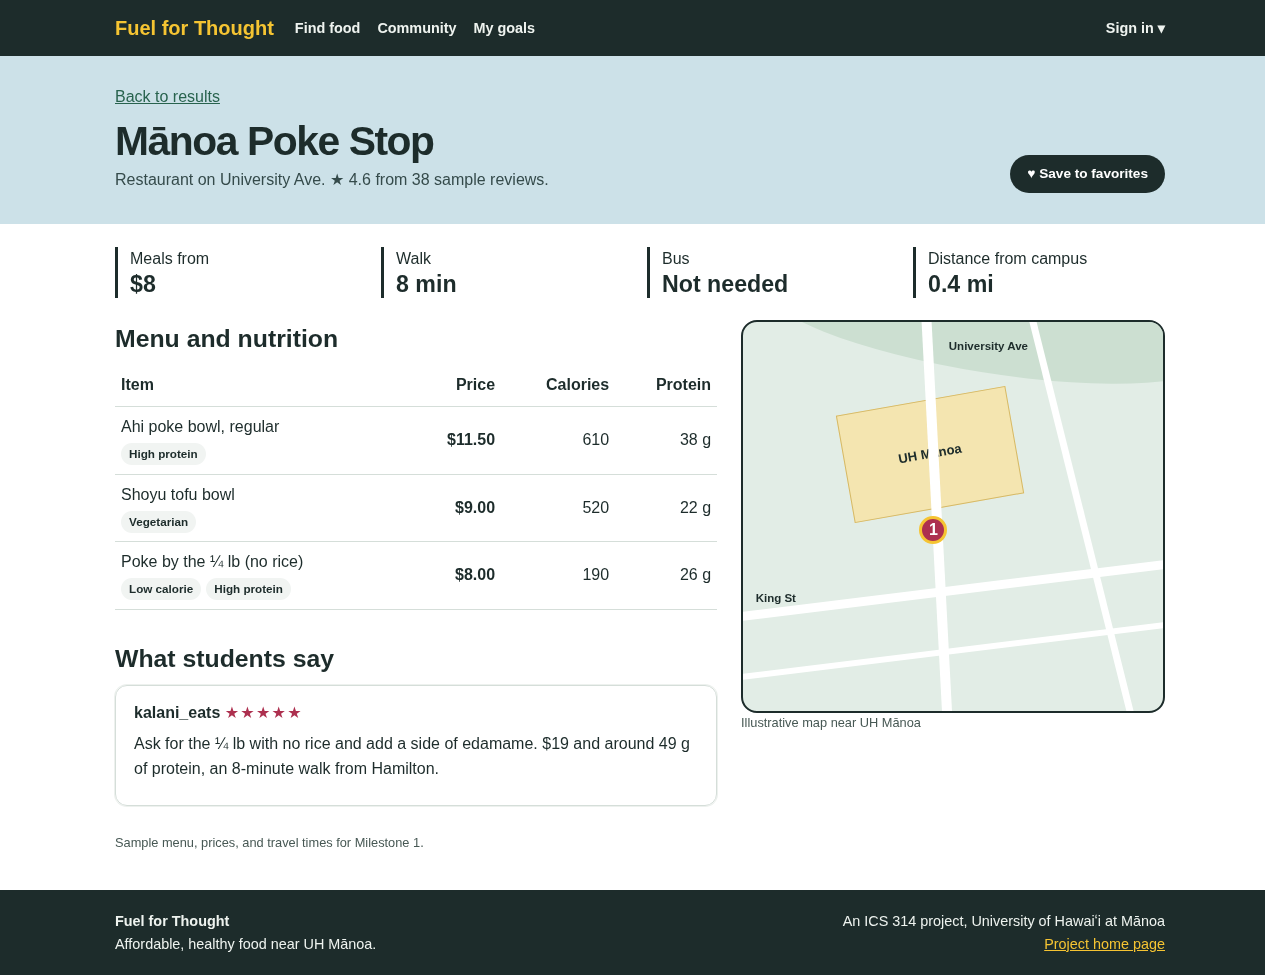 Fuel for Thought Find food Community My goals Sign in ▾
Back to results
Mānoa Poke Stop
Restaurant on University Ave. ★ 4.6 from 38 sample reviews.
♥ Save to favorites
Meals from
$8
Walk
8 min
Bus
Not needed
Distance from campus
0.4 mi
Menu and nutrition
Item Price Calories Protein
Ahi poke bowl, regular $11.50 610 38 g
High protein
Shoyu tofu bowl $9.00 520 22 g
Vegetarian
Poke by the ¼ lb (no rice) $8.00 190 26 g
Low calorie High protein
What students say
kalani_eats ★★★★★
Ask for the ¼ lb with no rice and add a side of edamame. $19 and around 49 g
of protein, an 8-minute walk from Hamilton.
Sample menu, prices, and travel times for Milestone 1.
University Ave
UH Mānoa
1
King St
Illustrative map near UH Mānoa
Fuel for Thought
Affordable, healthy food near UH Mānoa.
An ICS 314 project, University of Hawaiʻi at Mānoa
Project home page